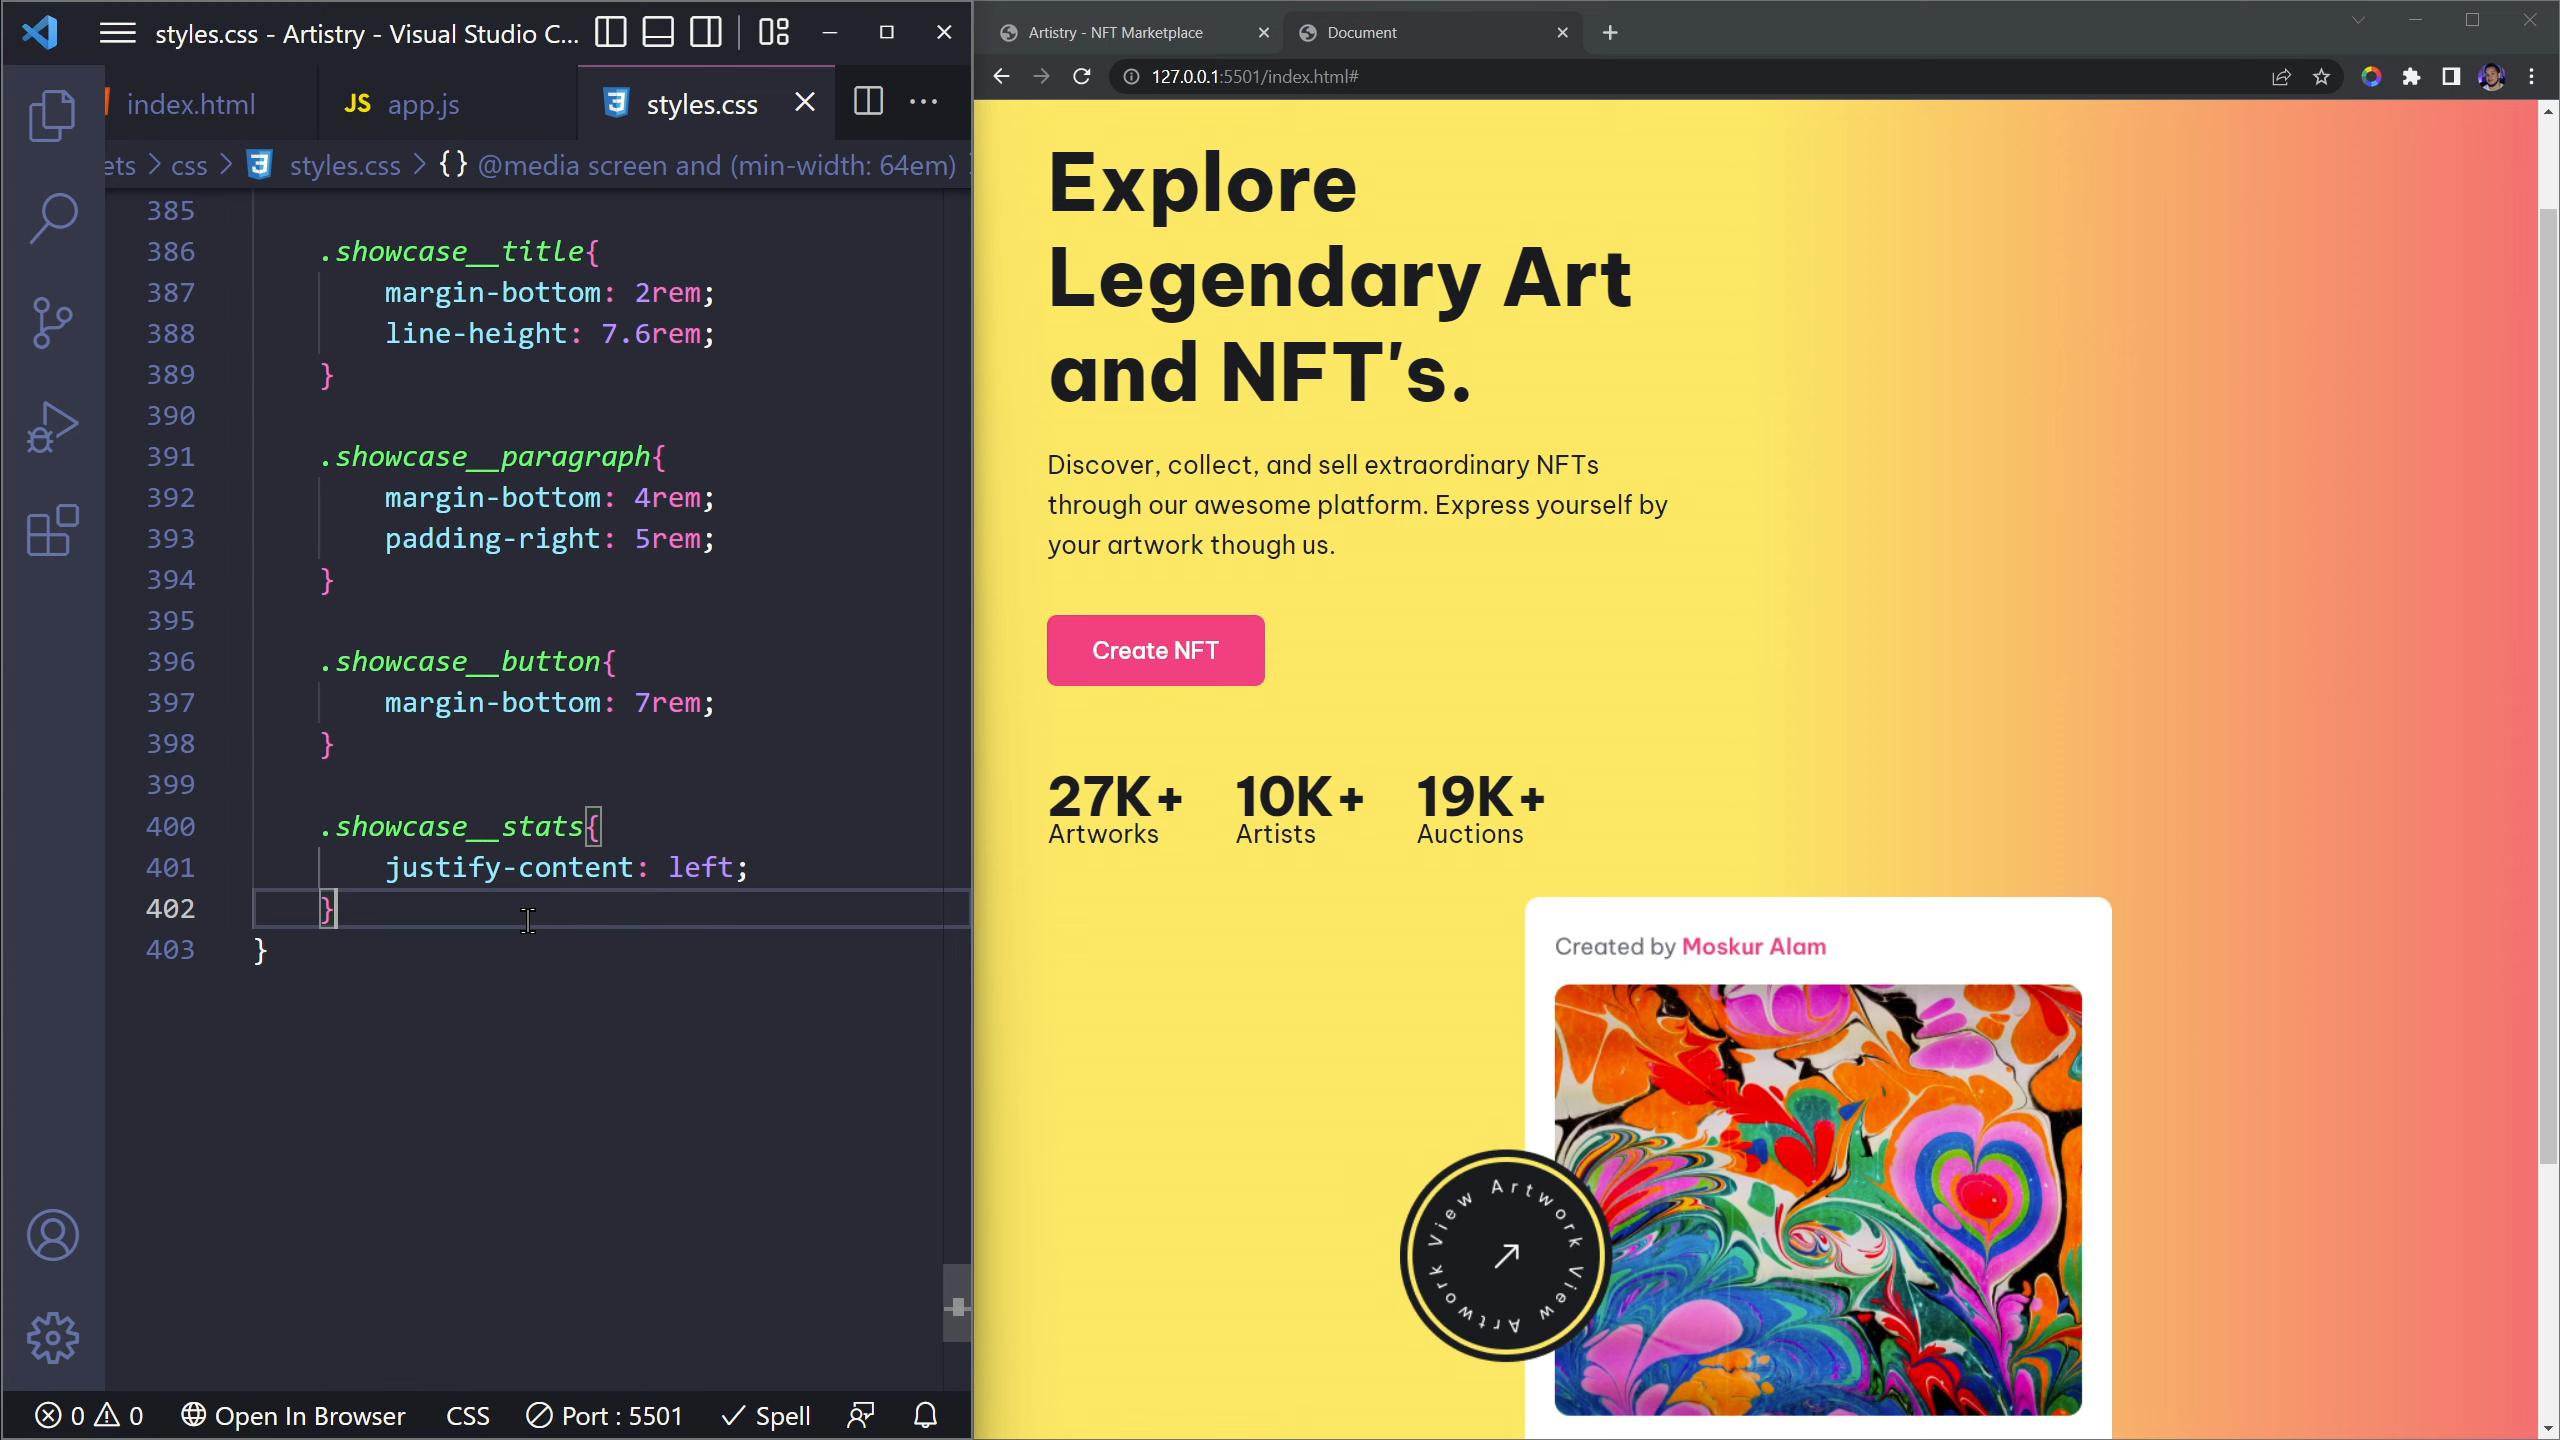 styles.css - Artistry - Visual Studio C...
index.html
JS app.js
styles.css
ets > css > styles.css > {} @media screen and (min-width: 64em)
385
386 .showcase__title{
387 margin-bottom: 2rem;
388 line-height: 7.6rem;
389 }
390
391 .showcase__paragraph{
392 margin-bottom: 4rem;
393 padding-right: 5rem;
394 }
395
396 .showcase__button{
397 margin-bottom: 7rem;
398 }
399
400 .showcase__stats{
401 justify-content: left;
402 }
403 }
0 0 Open In Browser CSS Port : 5501 Spell
Artistry - NFT Marketplace
Document
127.0.0.1:5501/index.html#
Explore
Legendary Art
and NFT's.
Discover, collect, and sell extraordinary NFTs
through our awesome platform. Express yourself by
your artwork though us.
Create NFT
27K+ 10K+ 19K+
Artworks Artists Auctions
Created by Moskur Alam
View Artwork View Artwork